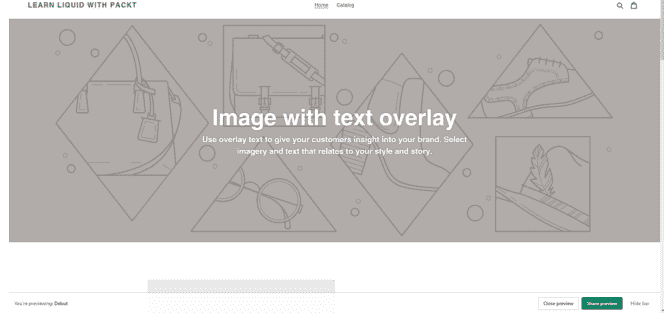 LEARN LIQUID WITH PACKT
Home Catalog
Image with text overlay
Use overlay text to give your customers insight into your brand. Select
imagery and text that relates to your style and story.
You're previewing: Debut
Close preview Share preview Hide bar